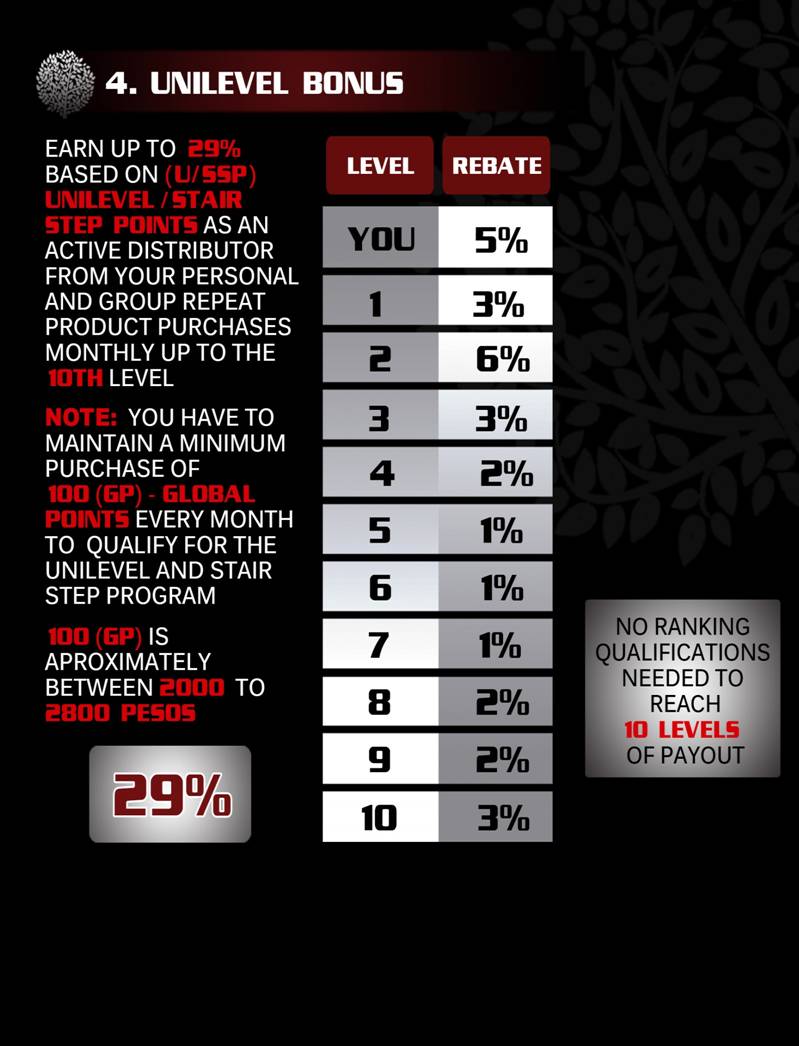 4. UNILEVEL BONUS
EARN UP TO 29%
BASED ON (U/SSP)
UNILEVEL /STAIR
STEP POINTS AS AN
ACTIVE DISTRIBUTOR
FROM YOUR PERSONAL
AND GROUP REPEAT
PRODUCT PURCHASES
MONTHLY UP TO THE
10TH LEVEL
NOTE: YOU HAVE TO
MAINTAIN A MINIMUM
PURCHASE OF
100 (GP) - GLOBAL
POINTS EVERY MONTH
TO QUALIFY FOR THE
UNILEVEL AND STAIR
STEP PROGRAM
100 (GP) IS
APROXIMATELY
BETWEEN 2000 TO
2800 PESOS
29%
LEVEL REBATE
YOU 5%
1 3%
2 6%
3 3%
4 2%
5 1%
6 1%
7 1%
8 2%
9 2%
10 3%
NO RANKING
QUALIFICATIONS
NEEDED TO
REACH
10 LEVELS
OF PAYOUT